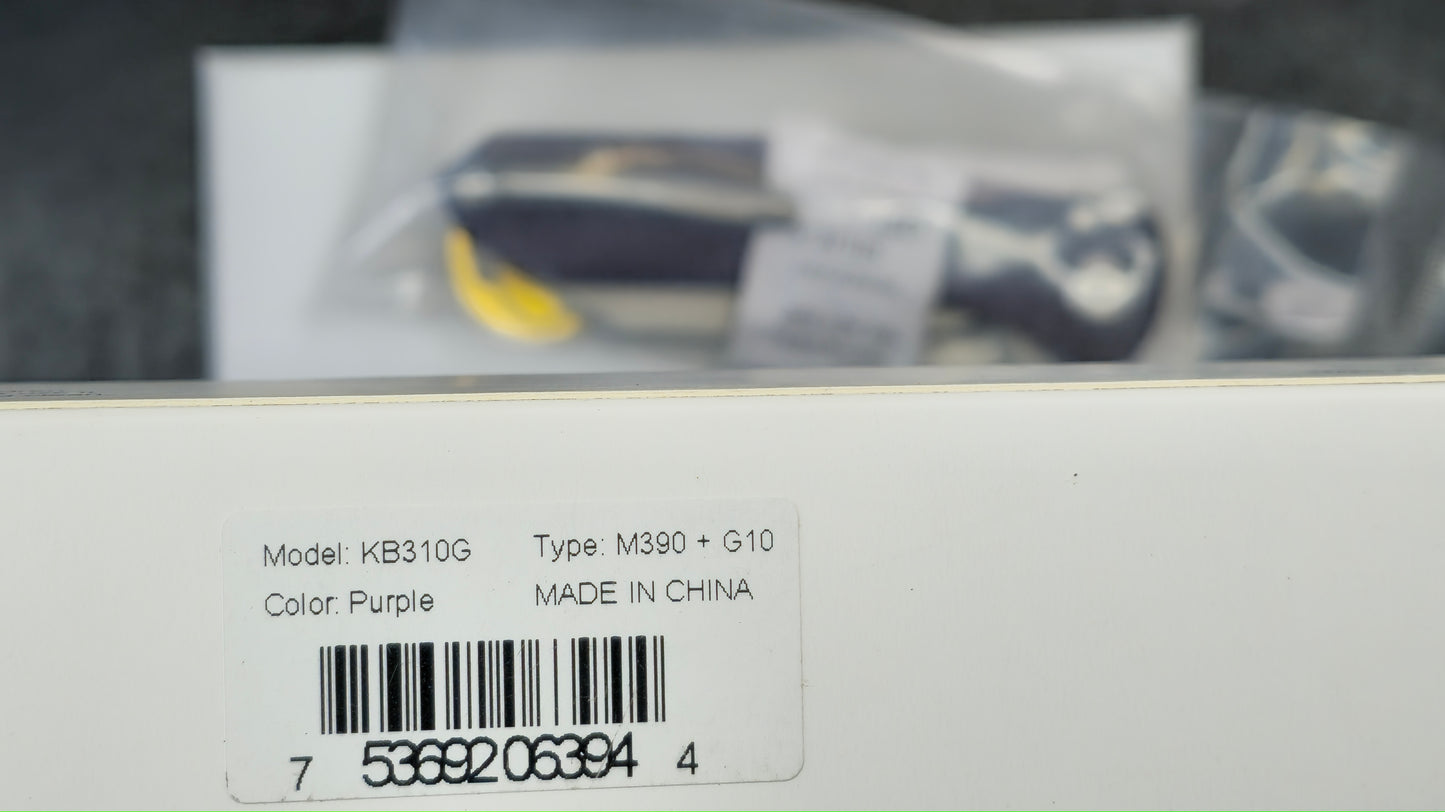 Model: KB310G
Type: M390 + G10
Color: Purple
MADE IN CHINA
7 53692 06394 4